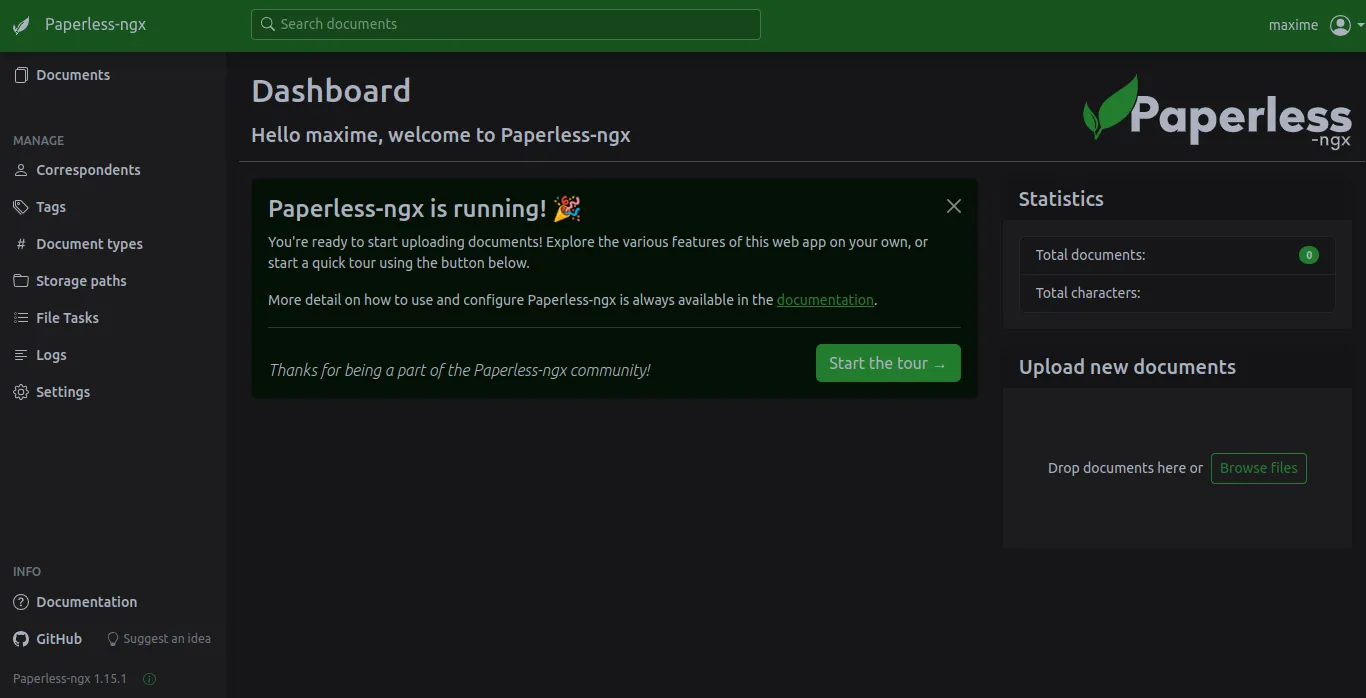 Paperless-ngx
Search documents
maxime
Documents
MANAGE
Correspondents
Tags
# Document types
Storage paths
File Tasks
Logs
Settings
INFO
Documentation
GitHub
Suggest an idea
Paperless-ngx 1.15.1
Dashboard
Hello maxime, welcome to Paperless-ngx
Paperless
-ngx
Paperless-ngx is running! 🎉
You're ready to start uploading documents! Explore the various features of this web app on your own, or
start a quick tour using the button below.
More detail on how to use and configure Paperless-ngx is always available in the documentation.
Thanks for being a part of the Paperless-ngx community!
Start the tour →
Statistics
Total documents:
0
Total characters:
Upload new documents
Drop documents here or
Browse files